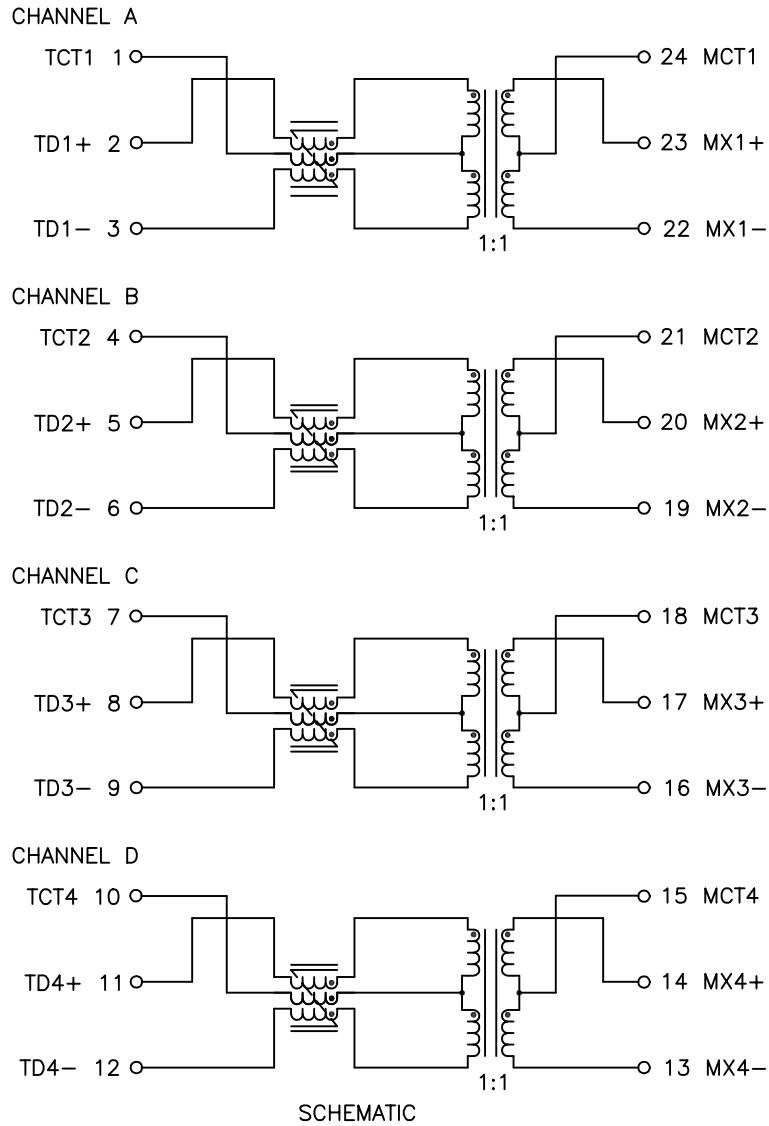 CHANNEL A
TCT1 1 24 MCT1
TD1+ 2 23 MX1+
TD1- 3 22 MX1-
1:1
CHANNEL B
TCT2 4 21 MCT2
TD2+ 5 20 MX2+
TD2- 6 19 MX2-
1:1
CHANNEL C
TCT3 7 18 MCT3
TD3+ 8 17 MX3+
TD3- 9 16 MX3-
1:1
CHANNEL D
TCT4 10 15 MCT4
TD4+ 11 14 MX4+
TD4- 12 13 MX4-
1:1
SCHEMATIC